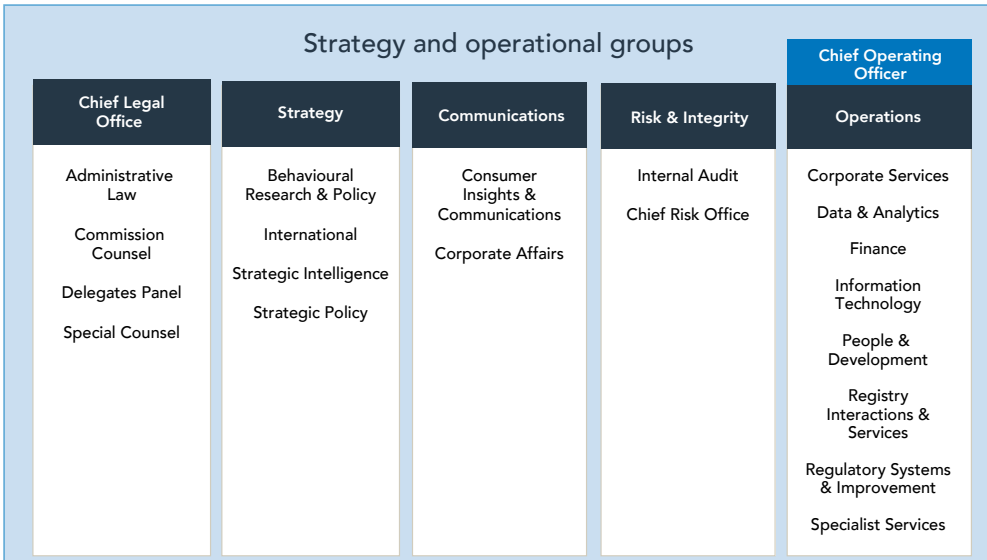 Strategy and operational groups
Chief Legal
Office
Administrative
Law
Commission
Counsel
Delegates Panel
Special Counsel
Strategy
Behavioural
Research & Policy
International
Strategic Intelligence
Strategic Policy
Communications
Consumer
Insights &
Communications
Corporate Affairs
Risk & Integrity
Internal Audit
Chief Risk Office
Chief Operating
Officer
Operations
Corporate Services
Data & Analytics
Finance
Information
Technology
People &
Development
Registry
Interactions &
Services
Regulatory Systems
& Improvement
Specialist Services